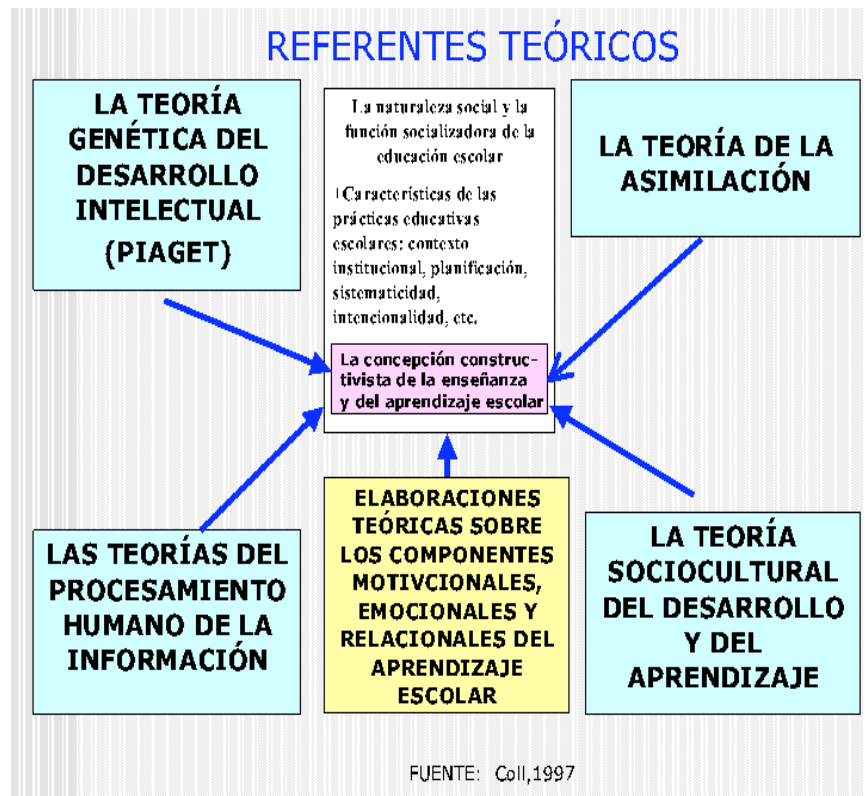 REFERENTES TEÓRICOS
LA TEORÍA
GENÉTICA DEL
DESARROLLO
INTELECTUAL
(PIAGET)
La naturaleza social y la
función socializadora de la
educación escolar
Características de las
prácticas educativas
escolares: contexto
institucional, planificación,
sistematicidad,
intencionalidad, etc.
La concepción construc-
tivista de la enseñanza
y del aprendizaje escolar
LA TEORÍA DE LA
ASIMILACIÓN
LAS TEORÍAS DEL
PROCESAMIENTO
HUMANO DE LA
INFORMACIÓN
ELABORACIONES
TEÓRICAS SOBRE
LOS COMPONENTES
MOTIVCIONALES,
EMOCIONALES Y
RELACIONALES DEL
APRENDIZAJE
ESCOLAR
LA TEORÍA
SOCIOCULTURAL
DEL DESARROLLO
Y DEL
APRENDIZAJE
FUENTE: Coll,1997